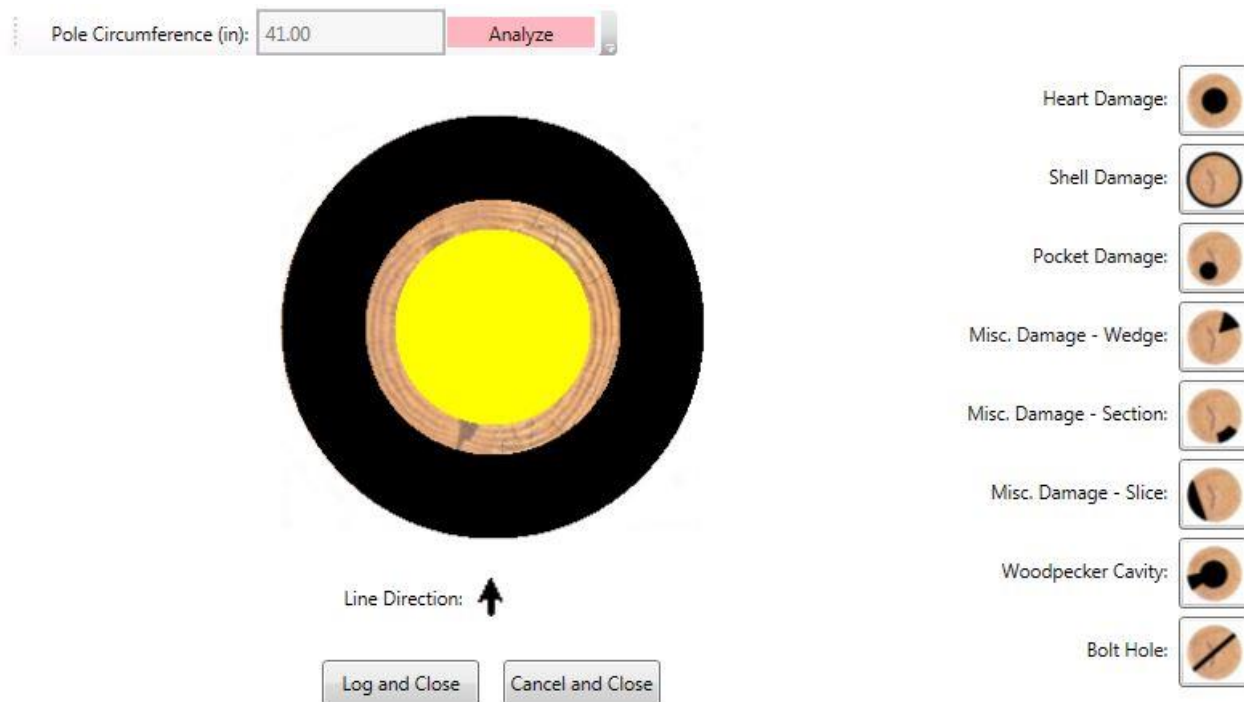 Pole Circumference (in): 41.00 Analyze
Heart Damage:
Shell Damage:
Pocket Damage:
Misc. Damage - Wedge:
Misc. Damage - Section:
Misc. Damage - Slice:
Woodpecker Cavity:
Bolt Hole:
Line Direction:
Log and Close Cancel and Close